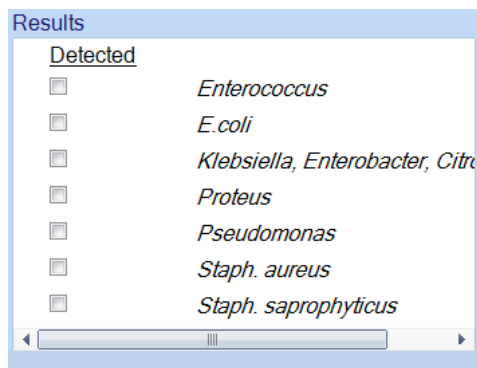 Results
Detected
Enterococcus
E.coli
Klebsiella, Enterobacter, Citro
Proteus
Pseudomonas
Staph. aureus
Staph. saprophyticus